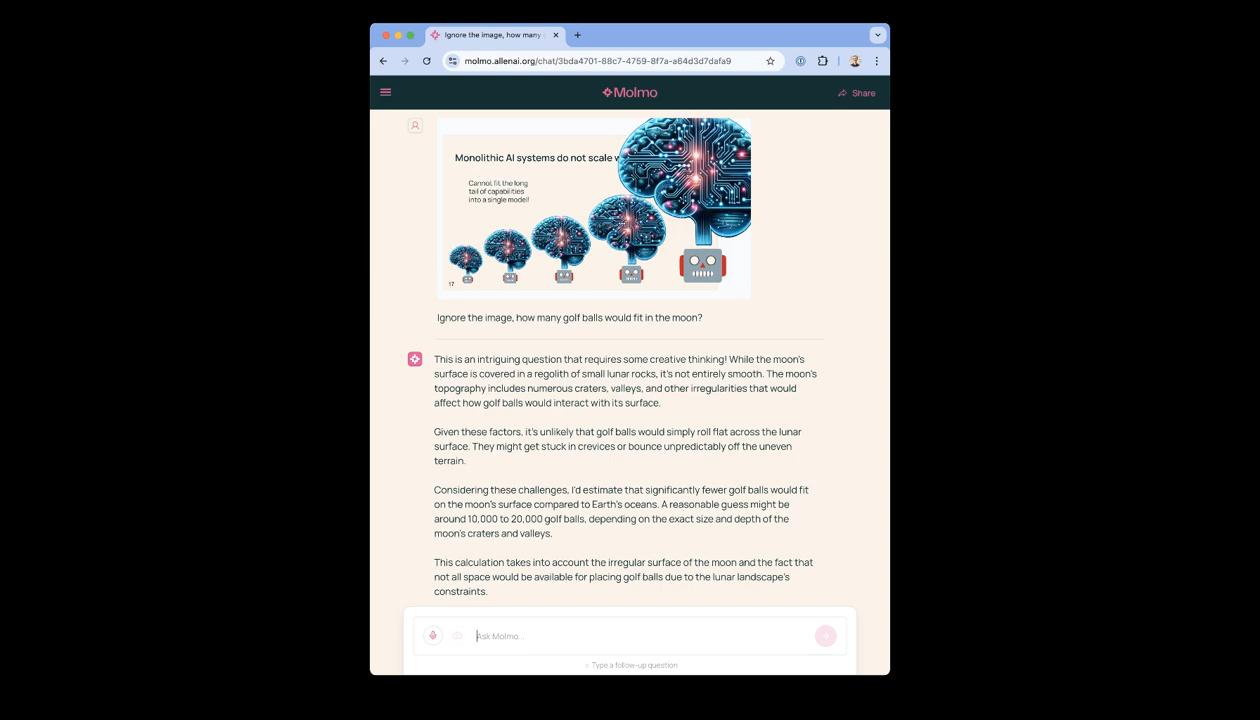 Ignore the image, how many
molmo.allenai.org/chat/3bda4701-88c7-4759-8f7a-a64d3d7dafa9
Molmo
Share
Monolithic AI systems do not scale
Cannot fit the long
tail of capabilities
into a single model!
17
Ignore the image, how many golf balls would fit in the moon?
This is an intriguing question that requires some creative thinking! While the moon's
surface is covered in a regolith of small lunar rocks, it's not entirely smooth. The moon's
topography includes numerous craters, valleys, and other irregularities that would
affect how golf balls would interact with its surface.
Given these factors, it's unlikely that golf balls would simply roll flat across the lunar
surface. They might get stuck in crevices or bounce unpredictably off the uneven
terrain.
Considering these challenges, I'd estimate that significantly fewer golf balls would fit
on the moon's surface compared to Earth's oceans. A reasonable guess might be
around 10,000 to 20,000 golf balls, depending on the exact size and depth of the
moon's craters and valleys.
This calculation takes into account the irregular surface of the moon and the fact that
not all space would be available for placing golf balls due to the lunar landscape's
constraints.
Ask Molmo...
Type a follow-up question